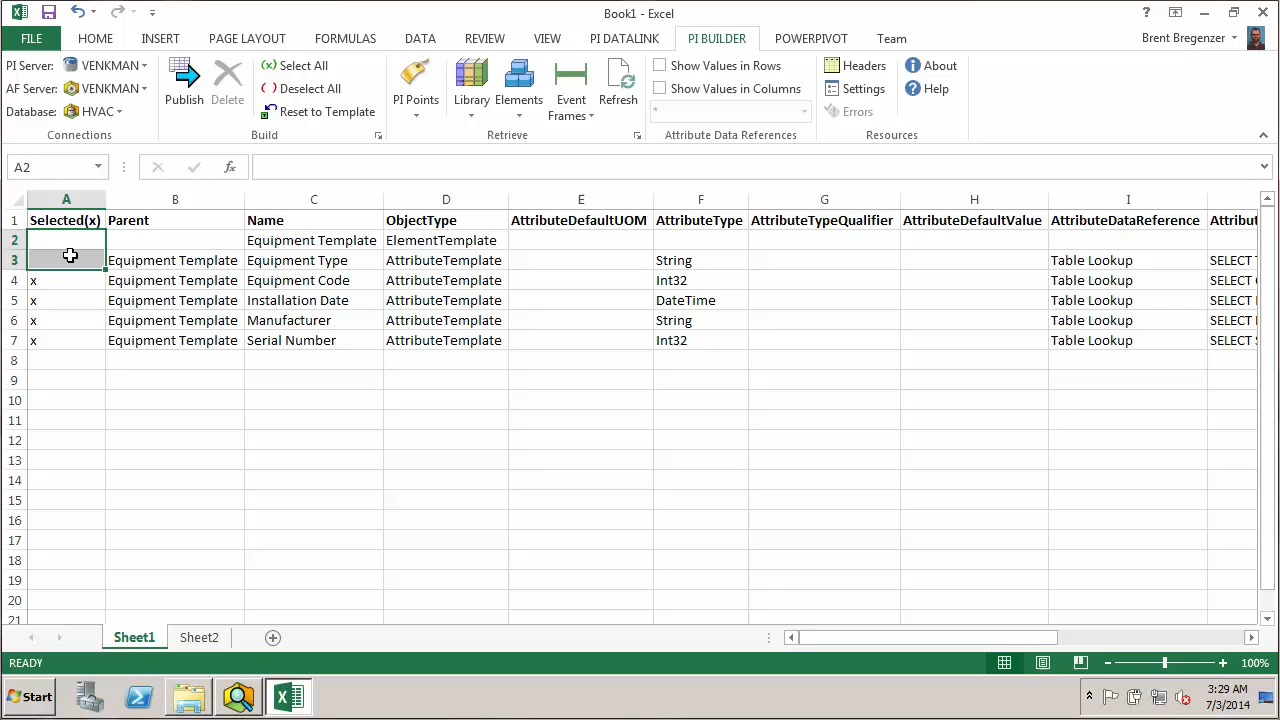 Book1 - Excel
?
FILE HOME INSERT PAGE LAYOUT FORMULAS DATA REVIEW VIEW PI DATALINK PI BUILDER POWERPIVOT Team Brent Bregenzer
PI Server: VENKMAN
AF Server: VENKMAN
Database: HVAC
Connections
Publish
Delete
(x) Select All
( ) Deselect All
Reset to Template
Build
PI Points
Library
Elements
Event Frames
Refresh
Retrieve
Show Values in Rows
Show Values in Columns
*
Attribute Data References
Headers
Settings
Errors
About
Help
Resources
A2 fx
A B C D E F G H I
1 Selected(x) Parent Name ObjectType AttributeDefaultUOM AttributeType AttributeTypeQualifier AttributeDefaultValue AttributeDataReference Attribut
2 Equipment Template ElementTemplate
3 Equipment Template Equipment Type AttributeTemplate String Table Lookup SELECT
4 x Equipment Template Equipment Code AttributeTemplate Int32 Table Lookup SELECT
5 x Equipment Template Installation Date AttributeTemplate DateTime Table Lookup SELECT
6 x Equipment Template Manufacturer AttributeTemplate String Table Lookup SELECT
7 x Equipment Template Serial Number AttributeTemplate Int32 Table Lookup SELECT
8
9
10
11
12
13
14
15
16
17
18
19
20
21
Sheet1 Sheet2
READY 100%
Start 3:29 AM
7/3/2014